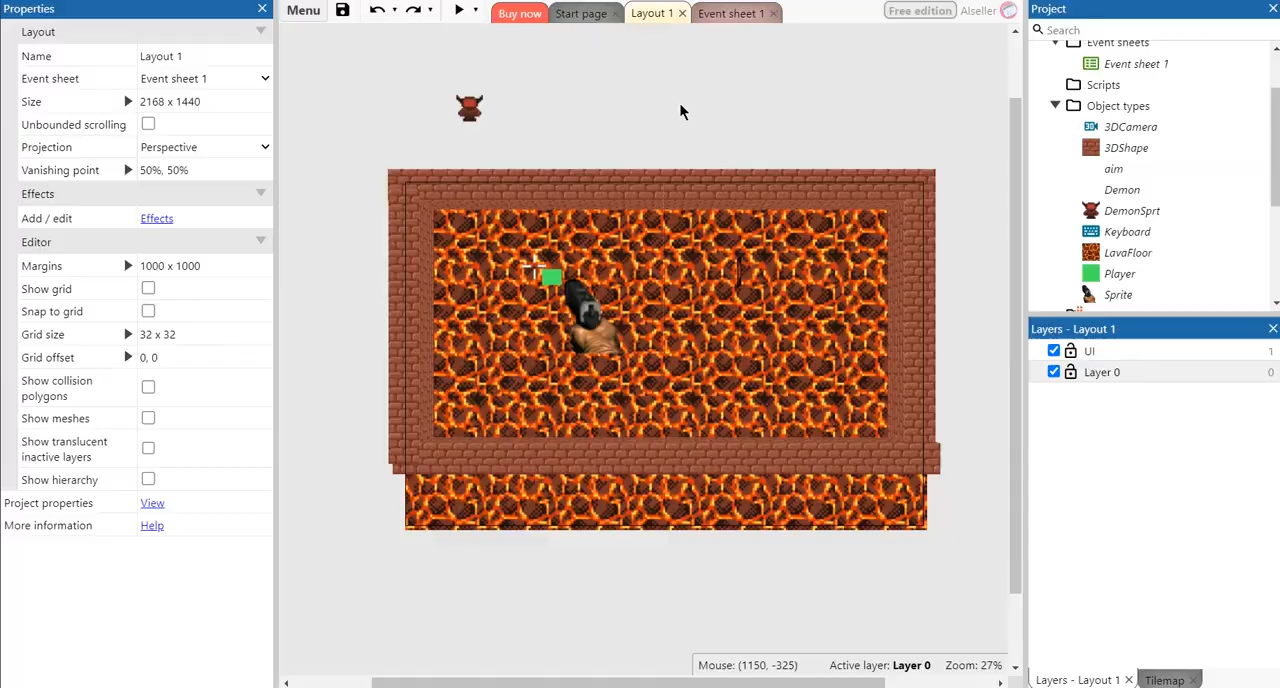 Properties
Layout
Name Layout 1
Event sheet Event sheet 1
Size 2168 x 1440
Unbounded scrolling
Projection Perspective
Vanishing point 50%, 50%
Effects
Add / edit Effects
Editor
Margins 1000 x 1000
Show grid
Snap to grid
Grid size 32 x 32
Grid offset 0, 0
Show collision
polygons
Show meshes
Show translucent
inactive layers
Show hierarchy
Project properties View
More information Help
Menu
Buy now
Start page
Layout 1
Event sheet 1
Free edition
Alseller
Mouse: (1150, -325) Active layer: Layer 0 Zoom: 27%
Project
Search
Event sheets
Event sheet 1
Scripts
Object types
3D 3DCamera
3DShape
aim
Demon
DemonSprt
Keyboard
LavaFloor
Player
Sprite
Layers - Layout 1
UI 1
Layer 0 0
Layers - Layout 1
Tilemap